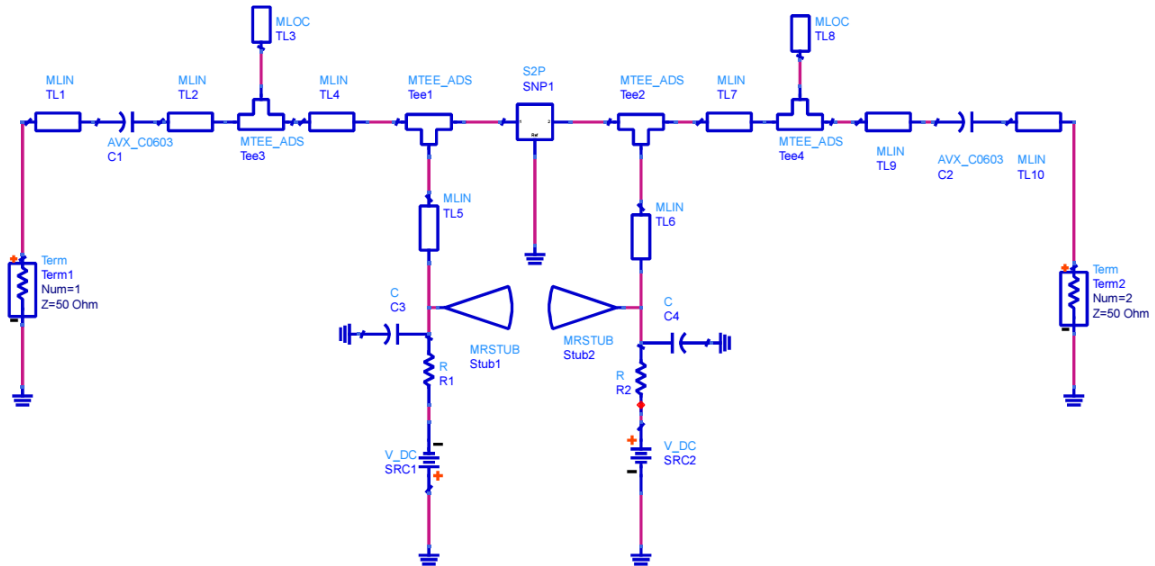 MLOC
TL3
MLOC
TL8
MLIN
TL1
MLIN
TL2
MLIN
TL4
MTEE_ADS
Tee1
S2P
SNP1
MTEE_ADS
Tee2
MLIN
TL7
AVX_C0603
C1
MTEE_ADS
Tee3
1
2
Ref
MTEE_ADS
Tee4
MLIN
TL9
AVX_C0603
C2
MLIN
TL10
MLIN
TL5
MLIN
TL6
+
Term
Term1
Num=1
Z=50 Ohm
-
+
Term
Term2
Num=2
Z=50 Ohm
-
C
C3
C
C4
MRSTUB
Stub1
MRSTUB
Stub2
R
R1
R
R2
-
V_DC
SRC1
+
+
V_DC
SRC2
-